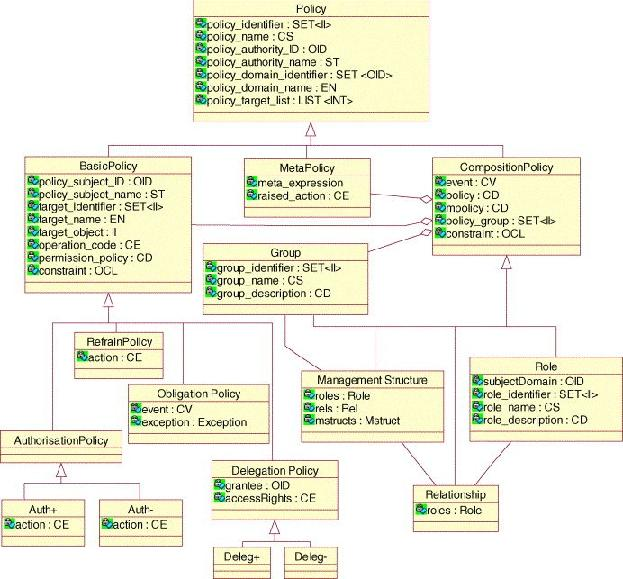 Policy
policy_identifier : SET<II>
policy_name : CS
policy_authority_ID : OID
policy_authority_name : ST
policy_domain_identifier : SET <OID>
policy_domain_name : EN
policy_target_list : LIST <INT>
BasicPolicy
policy_subject_ID : OID
policy_subject_name : ST
target_identifier : SET<II>
target_name : EN
target_object : T
operation_code : CE
permission_policy : CD
constraint : OCL
MetaPolicy
meta_expression
raised_action : CE
CompositionPolicy
event : CV
policy : CD
mpolicy : CD
policy_group : SET<II>
constraint : OCL
Group
group_identifier : SET<II>
group_name : CS
group_description : CD
RefrainPolicy
action : CE
Obligation Policy
event : CV
exception : Exception
Management Structure
roles : Role
rels : Rel
mstructs : Mstruct
Role
subjectDomain : OID
role_identifier : SET<I>
role_name : CS
role_description : CD
AuthorisationPolicy
Delegation Policy
grantee : OID
accessRights : CE
Relationship
roles : Role
Auth+
action : CE
Auth-
action : CE
Deleg+
Deleg-